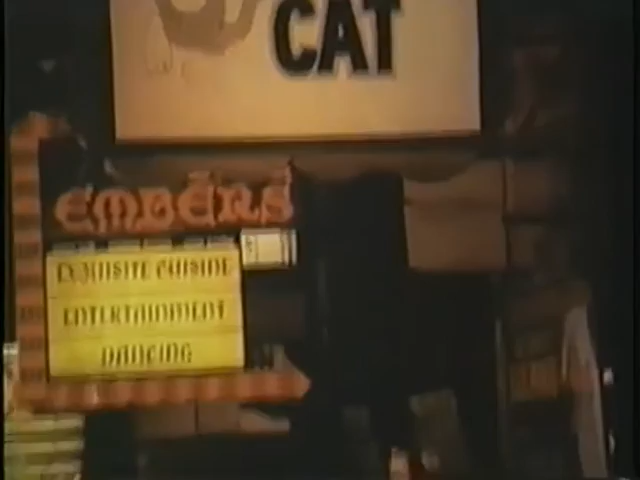 CAT
EMBERS
EXQUISITE CUISINE
ENTERTAINMENT
DANCING